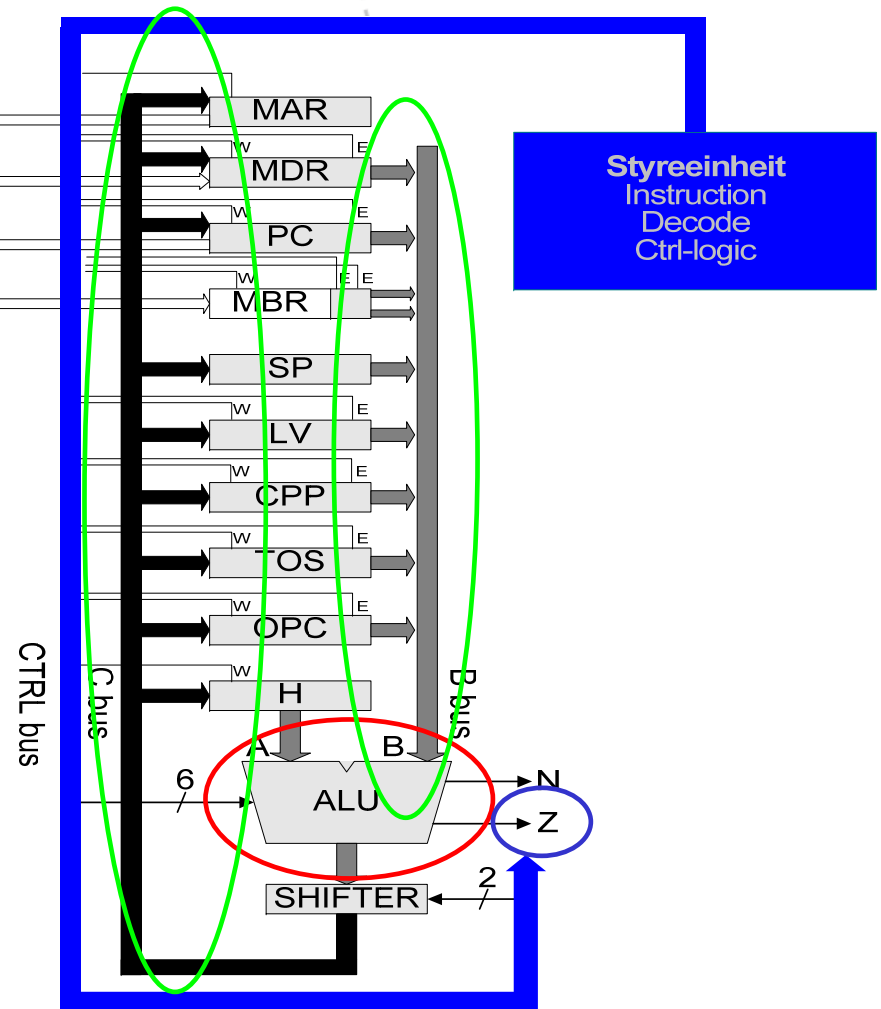 Styreeinheit
Instruction
Decode
Ctrl-logic
MAR
W
E
MDR
W
E
PC
W
E
E
MBR
SP
W
E
LV
W
E
CPP
W
E
TOS
W
E
OPC
W
H
CTRL bus
C bus
B bus
A
B
6
ALU
N
Z
2
SHIFTER